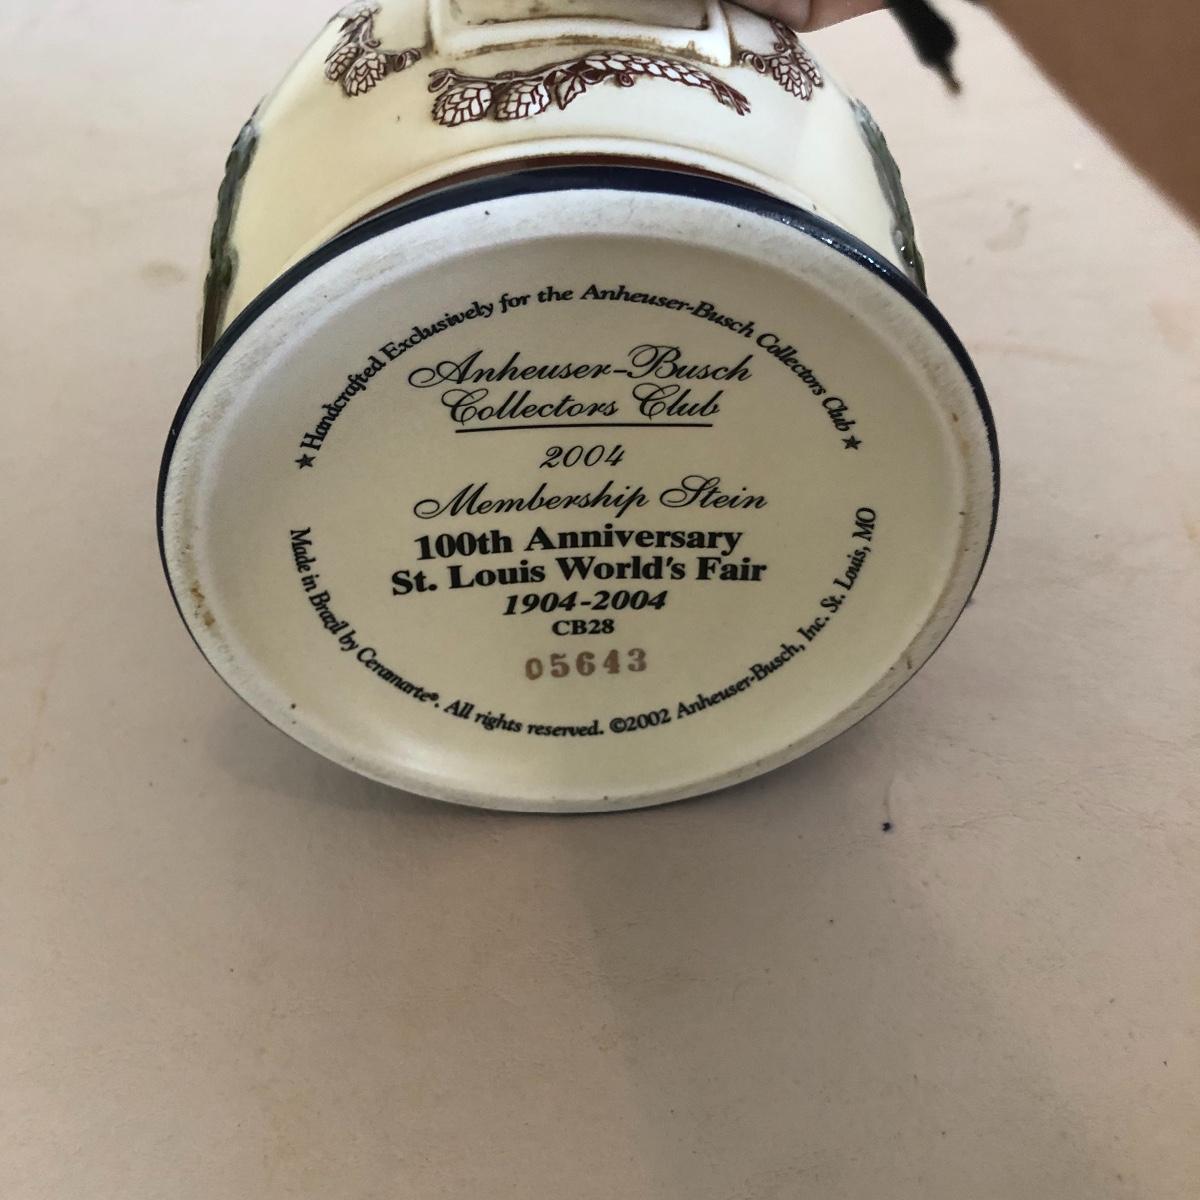 ★ Handcrafted Exclusively for the Anheuser-Busch Collectors Club ★
Anheuser-Busch
Collectors Club
2004
Membership Stein
100th Anniversary
St. Louis World's Fair
1904-2004
CB28
05643
Made in Brazil by Ceramarte®. All rights reserved. ©2002 Anheuser-Busch, Inc. St. Louis, MO